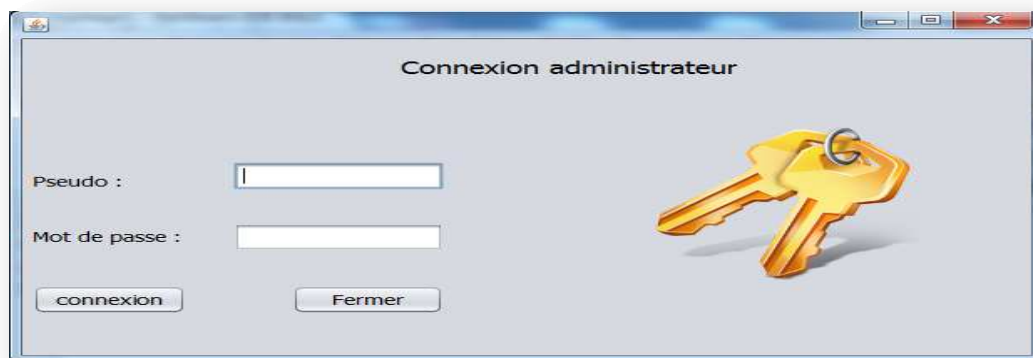 Connexion administrateur
Pseudo :
Mot de passe :
connexion Fermer